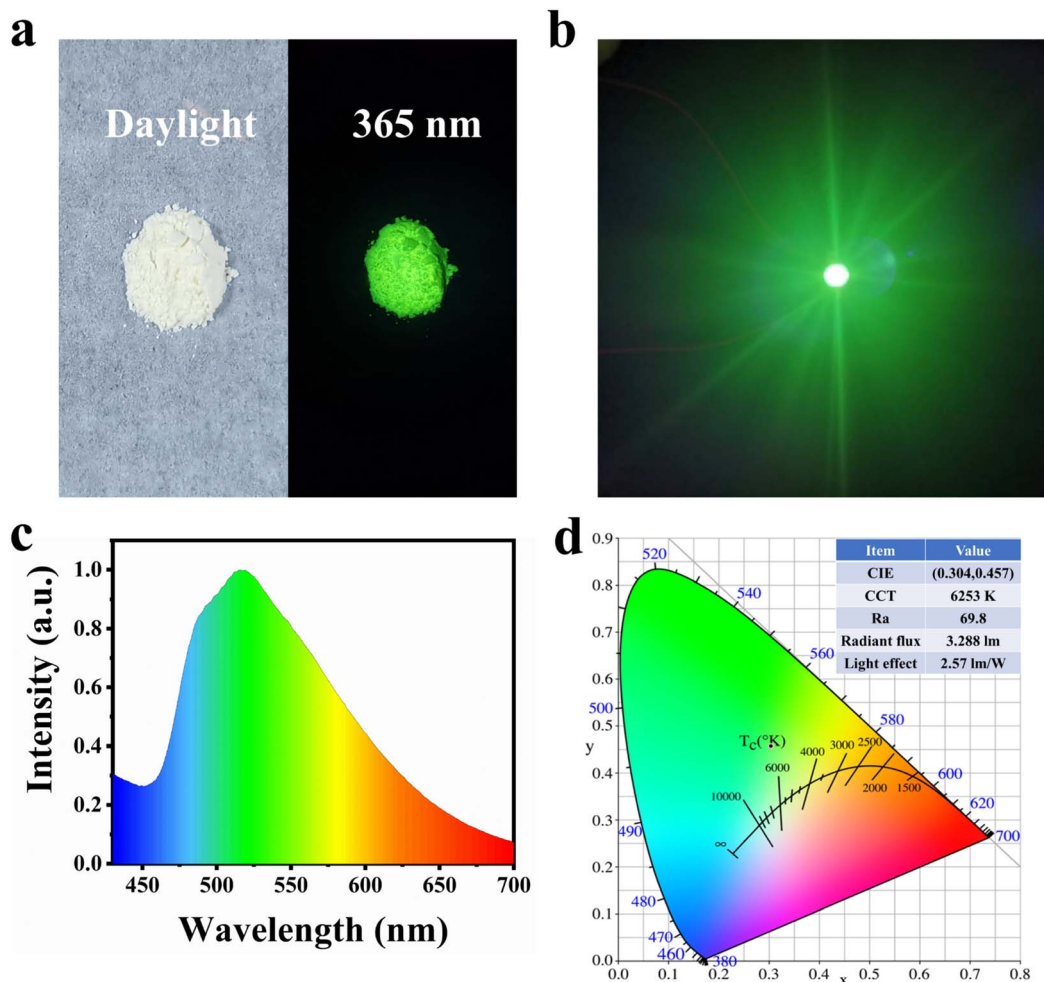 a
Daylight
365 nm
b
c
Intensity (a.u.)
1.0
0.8
0.6
0.4
0.2
0.0
450 500 550 600 650 700
Wavelength (nm)
d
Item Value
CIE (0.304,0.457)
CCT 6253 K
Ra 69.8
Radiant flux 3.288 lm
Light effect 2.57 lm/W
0.9
0.8
0.7
0.6
0.5
y
0.4
0.3
0.2
0.1
0.0
0.0 0.1 0.2 0.3 0.4 0.5 0.6 0.7 0.8
x
520
540
560
500
580
600
620
700
490
480
470
460
380
T_C(°K)
∞
10000
6000
4000
3000
2500
2000
1500